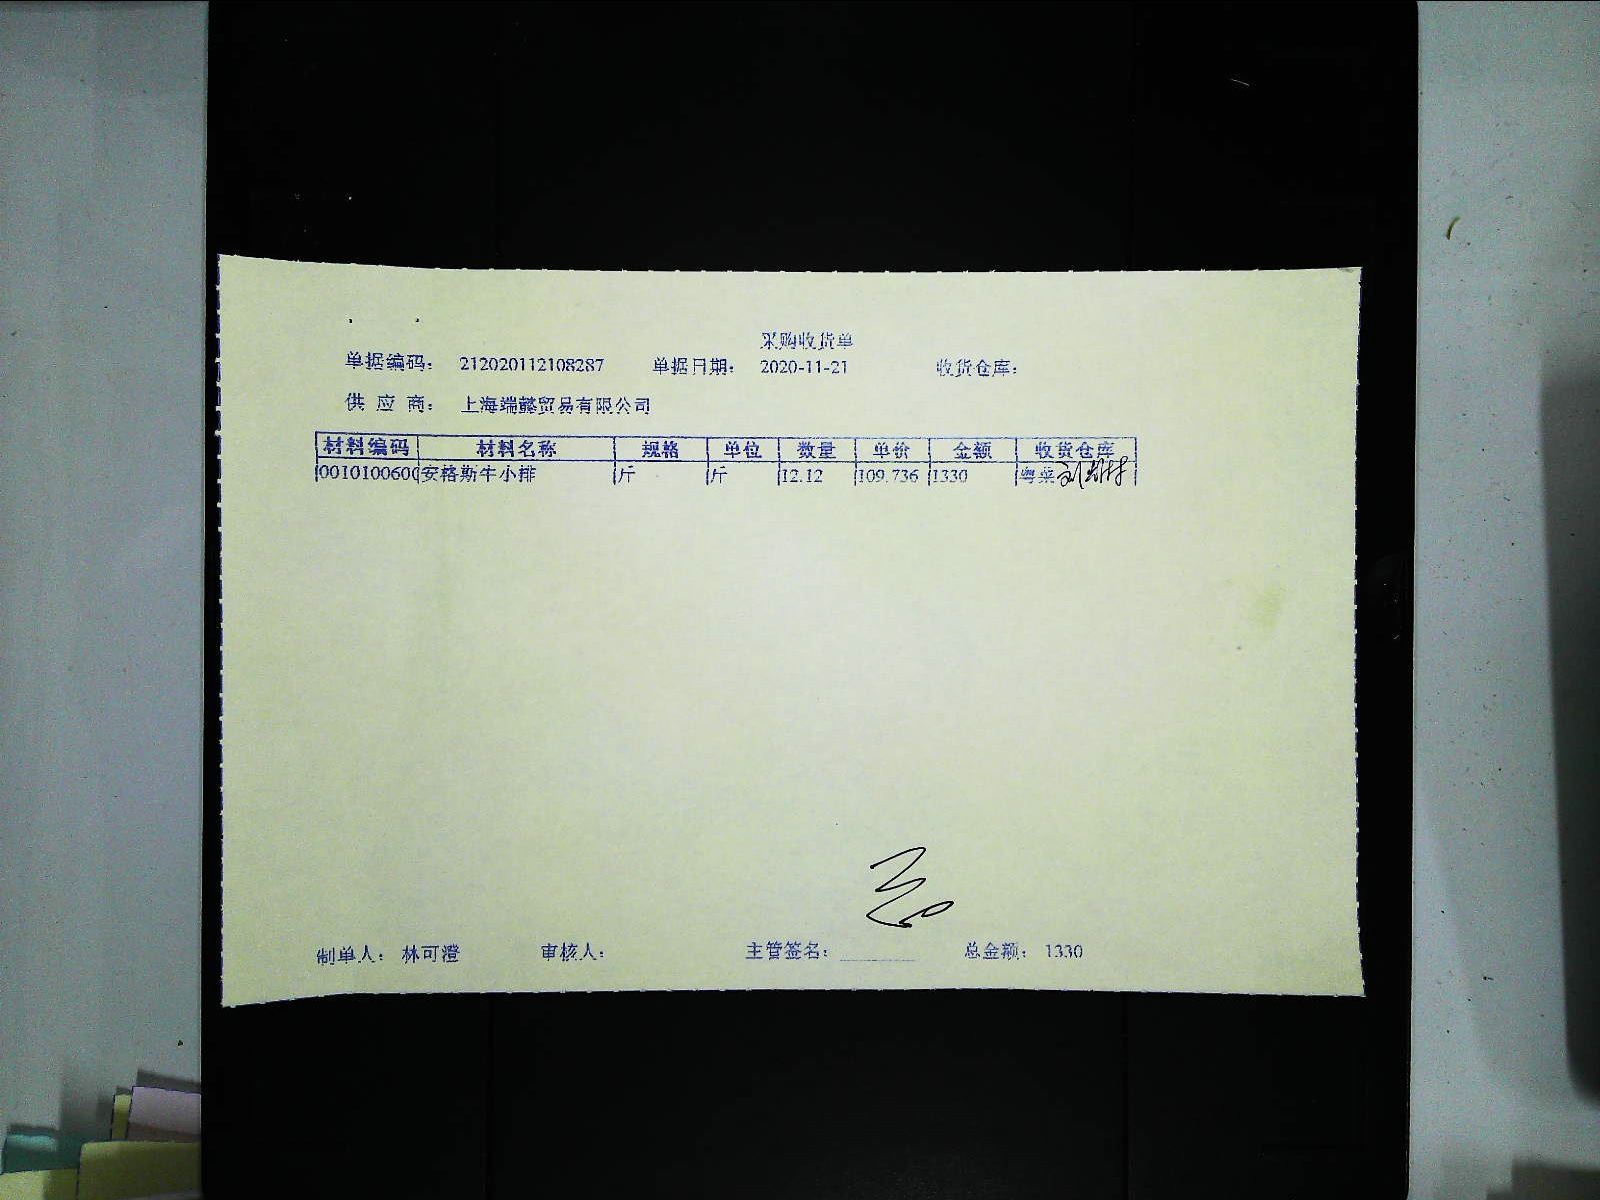 采购收货单
单据编码： 212020112108287 单据日期： 2020-11-21 收货仓库：
供 应 商： 上海端懿贸易有限公司
材料编码 材料名称 规格 单位 数量 单价 金额 收货仓库
0010100600 安格斯牛小排 斤 斤 12.12 109.736 1330 粤菜
制单人： 林可澄 审核人： 主管签名： 总金额： 1330